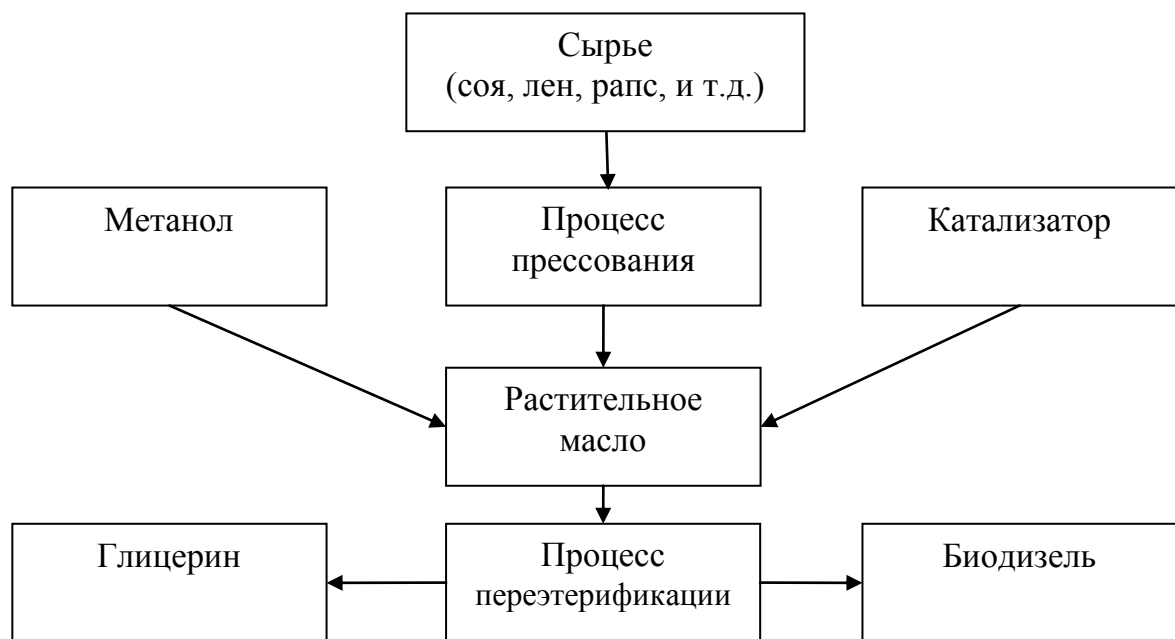 Сырье
(соя, лен, рапс, и т.д.)
Метанол
Процесс
прессования
Катализатор
Растительное
масло
Глицерин
Процесс
переэтерификации
Биодизель